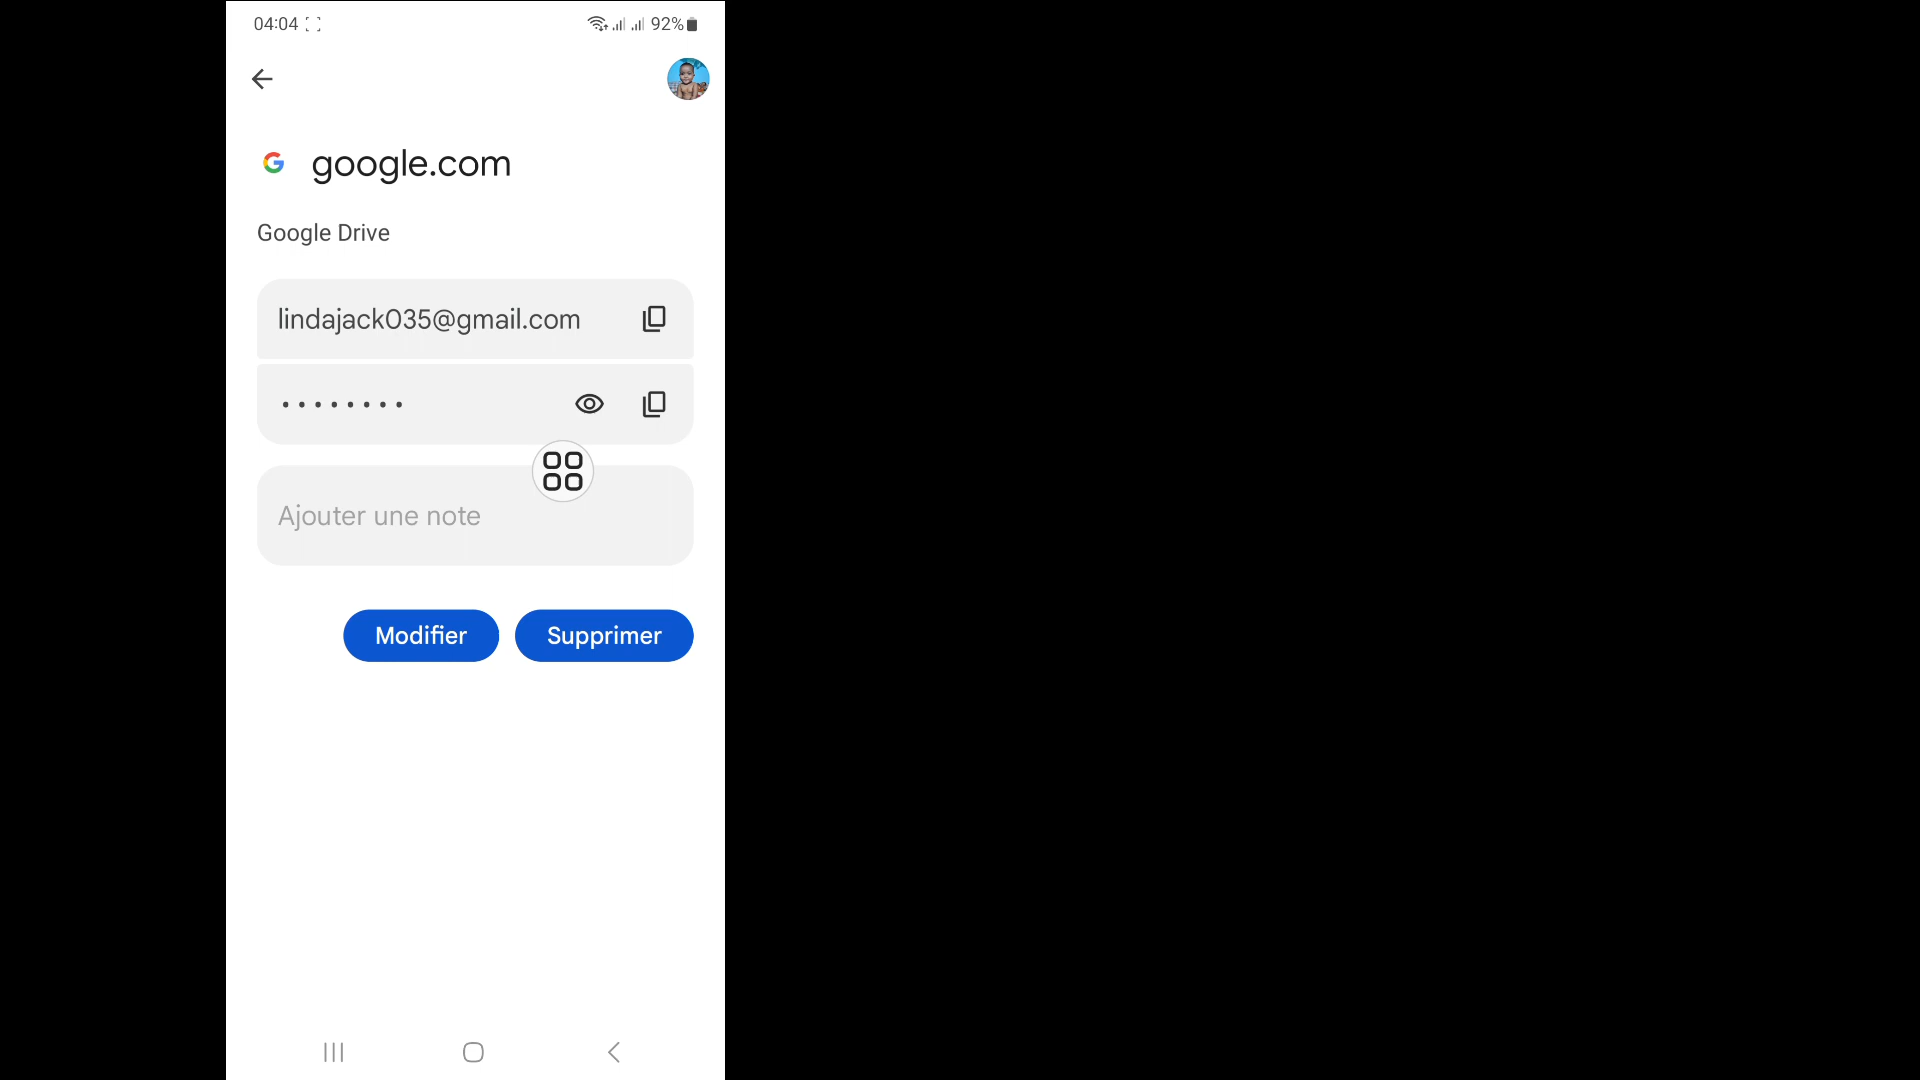 04:04 92%
google.com
Google Drive
lindajack035@gmail.com
••••••••
Ajouter une note
Modifier Supprimer